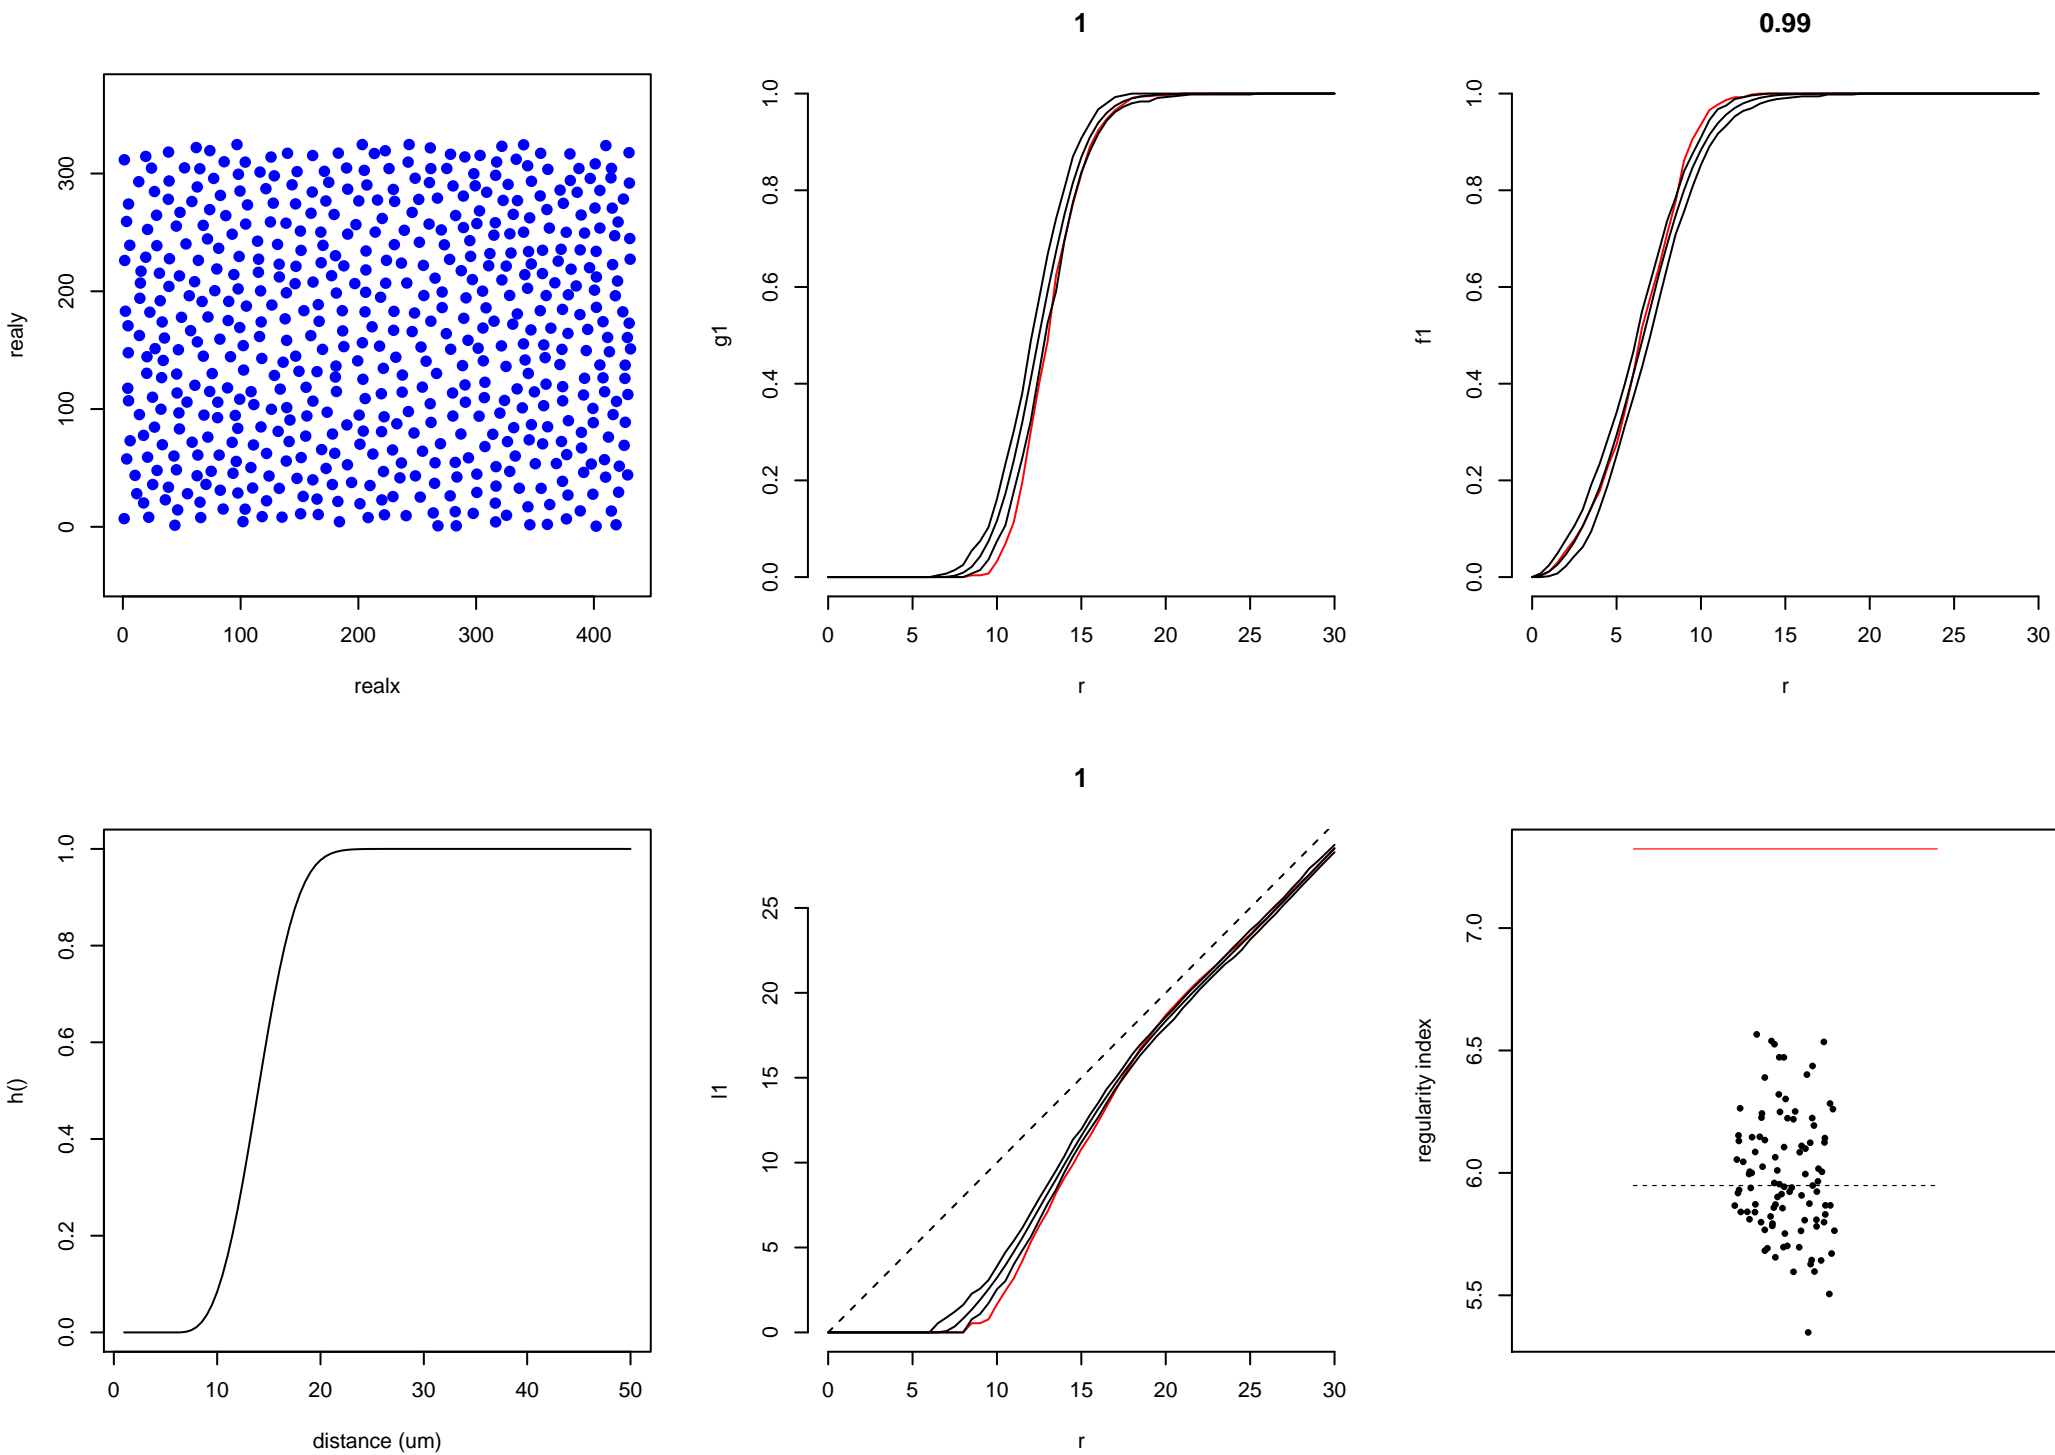 1
0.99
realy
0 100 200 300
0 100 200 300 400
realx
g1
0.0 0.2 0.4 0.6 0.8 1.0
0 5 10 15 20 25 30
r
f1
0.0 0.2 0.4 0.6 0.8 1.0
0 5 10 15 20 25 30
r
1
h()
0.0 0.2 0.4 0.6 0.8 1.0
0 10 20 30 40 50
distance (um)
l1
0 5 10 15 20 25
0 5 10 15 20 25 30
r
regularity index
5.5 6.0 6.5 7.0